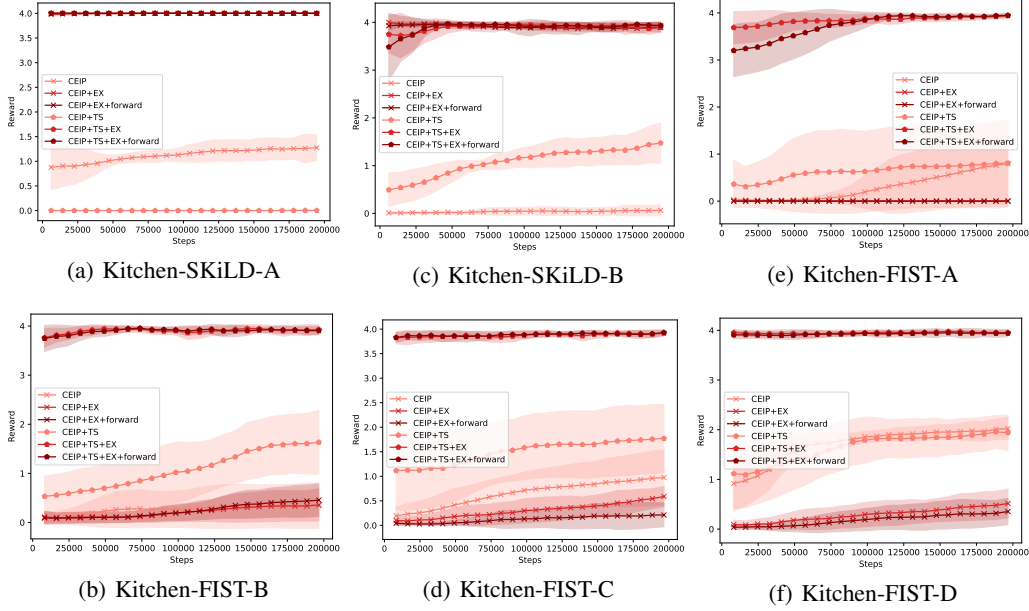 Reward
4.0
3.5
3.0
2.5
2.0
1.5
1.0
0.5
0.0
CEIP
CEIP+EX
CEIP+EX+forward
CEIP+TS
CEIP+TS+EX
CEIP+TS+EX+forward
0 25000 50000 75000 100000 125000 150000 175000 200000
Steps
(a) Kitchen-SKiLD-A
Reward
4
3
2
1
0
CEIP
CEIP+EX
CEIP+EX+forward
CEIP+TS
CEIP+TS+EX
CEIP+TS+EX+forward
0 25000 50000 75000 100000 125000 150000 175000 200000
Steps
(c) Kitchen-SKiLD-B
Reward
4
3
2
1
0
CEIP
CEIP+EX
CEIP+EX+forward
CEIP+TS
CEIP+TS+EX
CEIP+TS+EX+forward
0 25000 50000 75000 100000 125000 150000 175000 200000
Steps
(e) Kitchen-FIST-A
Reward
4
3
2
1
0
CEIP
CEIP+EX
CEIP+EX+forward
CEIP+TS
CEIP+TS+EX
CEIP+TS+EX+forward
0 25000 50000 75000 100000 125000 150000 175000 200000
Steps
(b) Kitchen-FIST-B
Reward
4.0
3.5
3.0
2.5
2.0
1.5
1.0
0.5
0.0
CEIP
CEIP+EX
CEIP+EX+forward
CEIP+TS
CEIP+TS+EX
CEIP+TS+EX+forward
0 25000 50000 75000 100000 125000 150000 175000 200000
Steps
(d) Kitchen-FIST-C
Reward
4
3
2
1
0
CEIP
CEIP+EX
CEIP+EX+forward
CEIP+TS
CEIP+TS+EX
CEIP+TS+EX+forward
0 25000 50000 75000 100000 125000 150000 175000 200000
Steps
(f) Kitchen-FIST-D